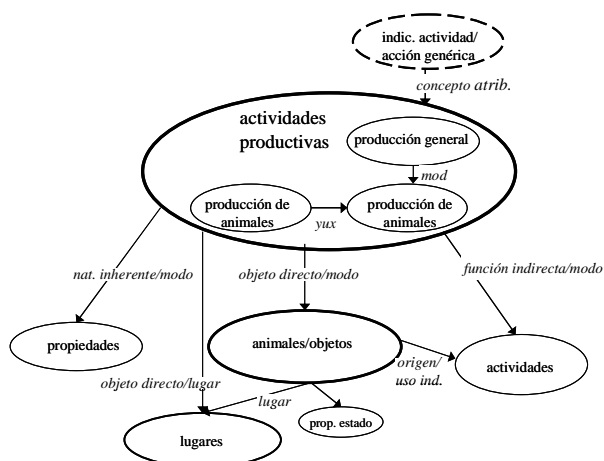 indic. actividad/
acción genérica
concepto atrib.
actividades
productivas
producción general
mod
producción de
animales
yux
producción de
animales
nat. inherente/modo
objeto directo/modo
función indirecta/modo
propiedades
animales/objetos
origen/
uso ind.
actividades
objeto directo/lugar
lugar
prop. estado
lugares